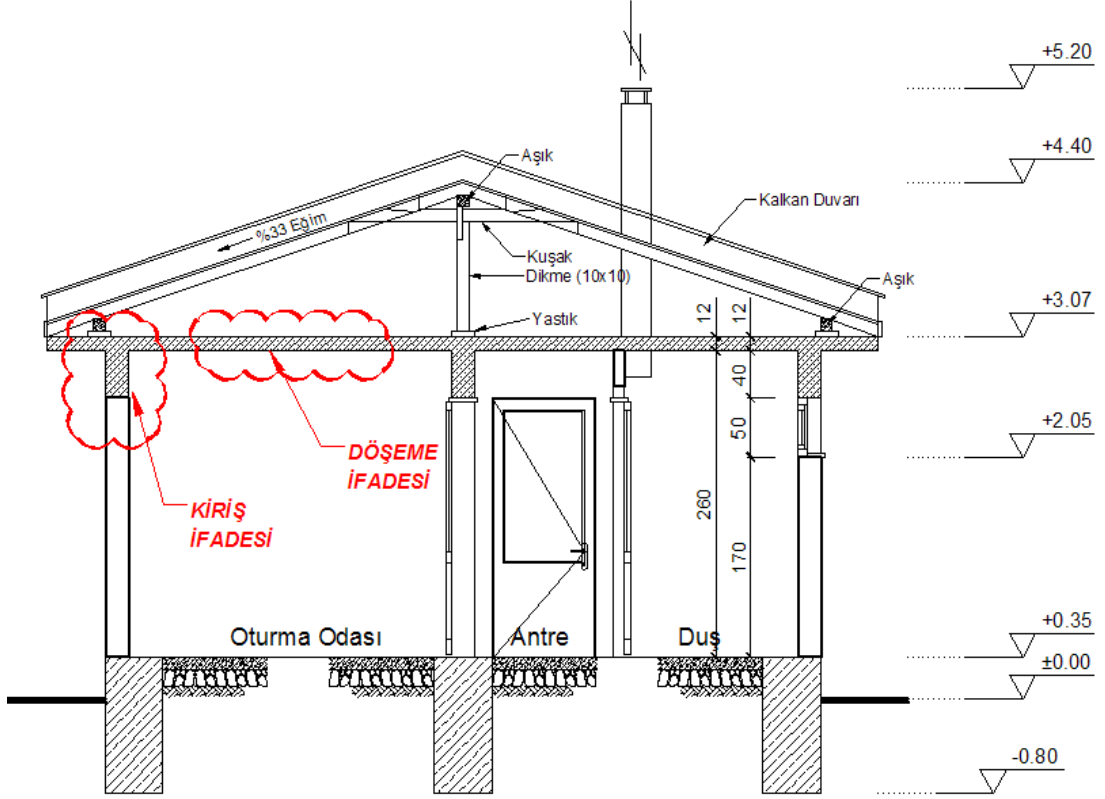 +5.20
Aşık
+4.40
Kalkan Duvarı
%33 Eğim
Kuşak
Dikme (10x10)
Aşık
Yastık
12
12
+3.07
40
50
+2.05
DÖŞEME
İFADESİ
KİRİŞ
İFADESİ
260
170
Oturma Odası
Antre
Dus
+0.35
±0.00
-0.80